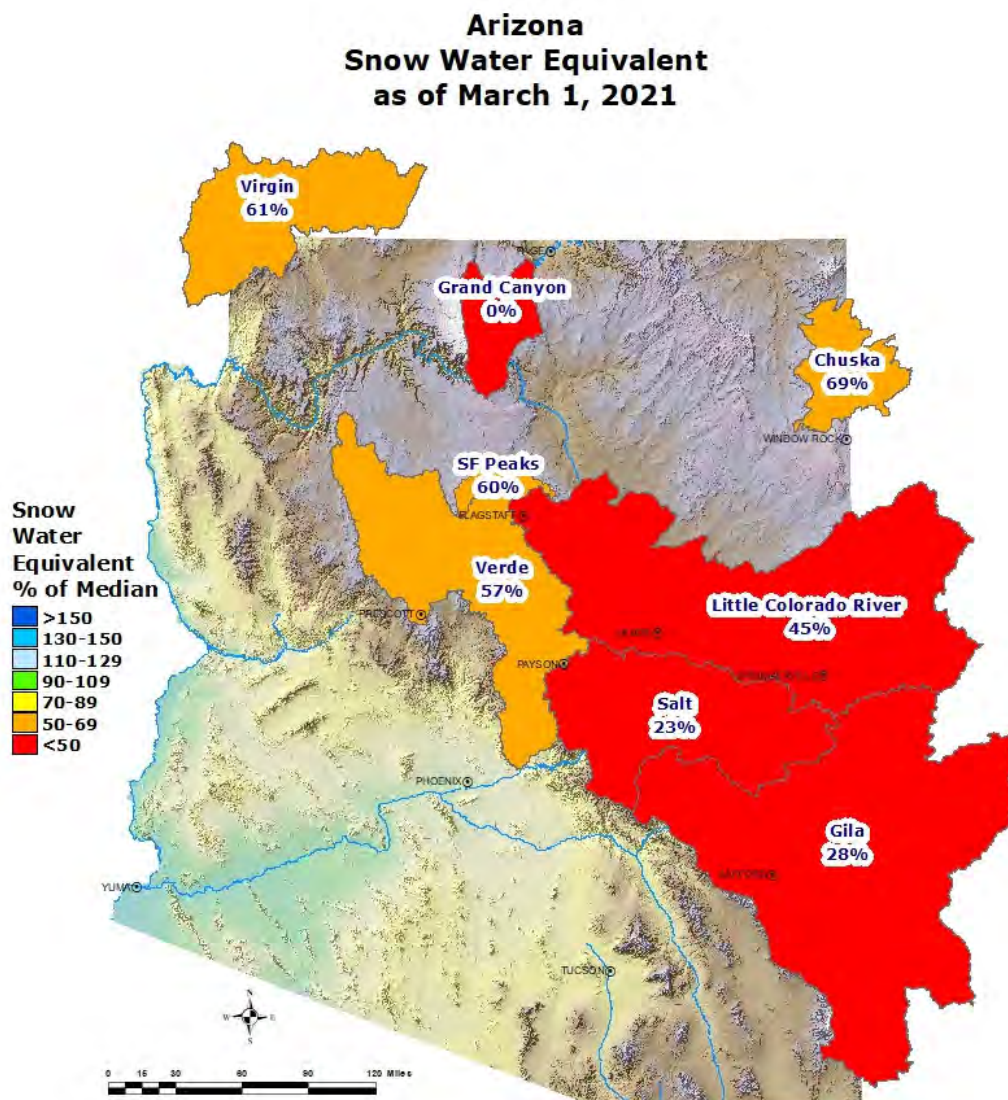 Arizona
Snow Water Equivalent
as of March 1, 2021
Virgin
61%
PAGE
Grand Canyon
0%
Chuska
69%
WINDOW ROCK
SF Peaks
60%
FLAGSTAFF
Snow
Water
Equivalent
% of Median
>150
130-150
110-129
90-109
70-89
50-69
<50
Verde
57%
PRESCOTT
Little Colorado River
45%
PAYSON
Salt
23%
PHOENIX
Gila
28%
YUMA
TUCSON
N
W E
S
0 15 30 60 90 120 Miles